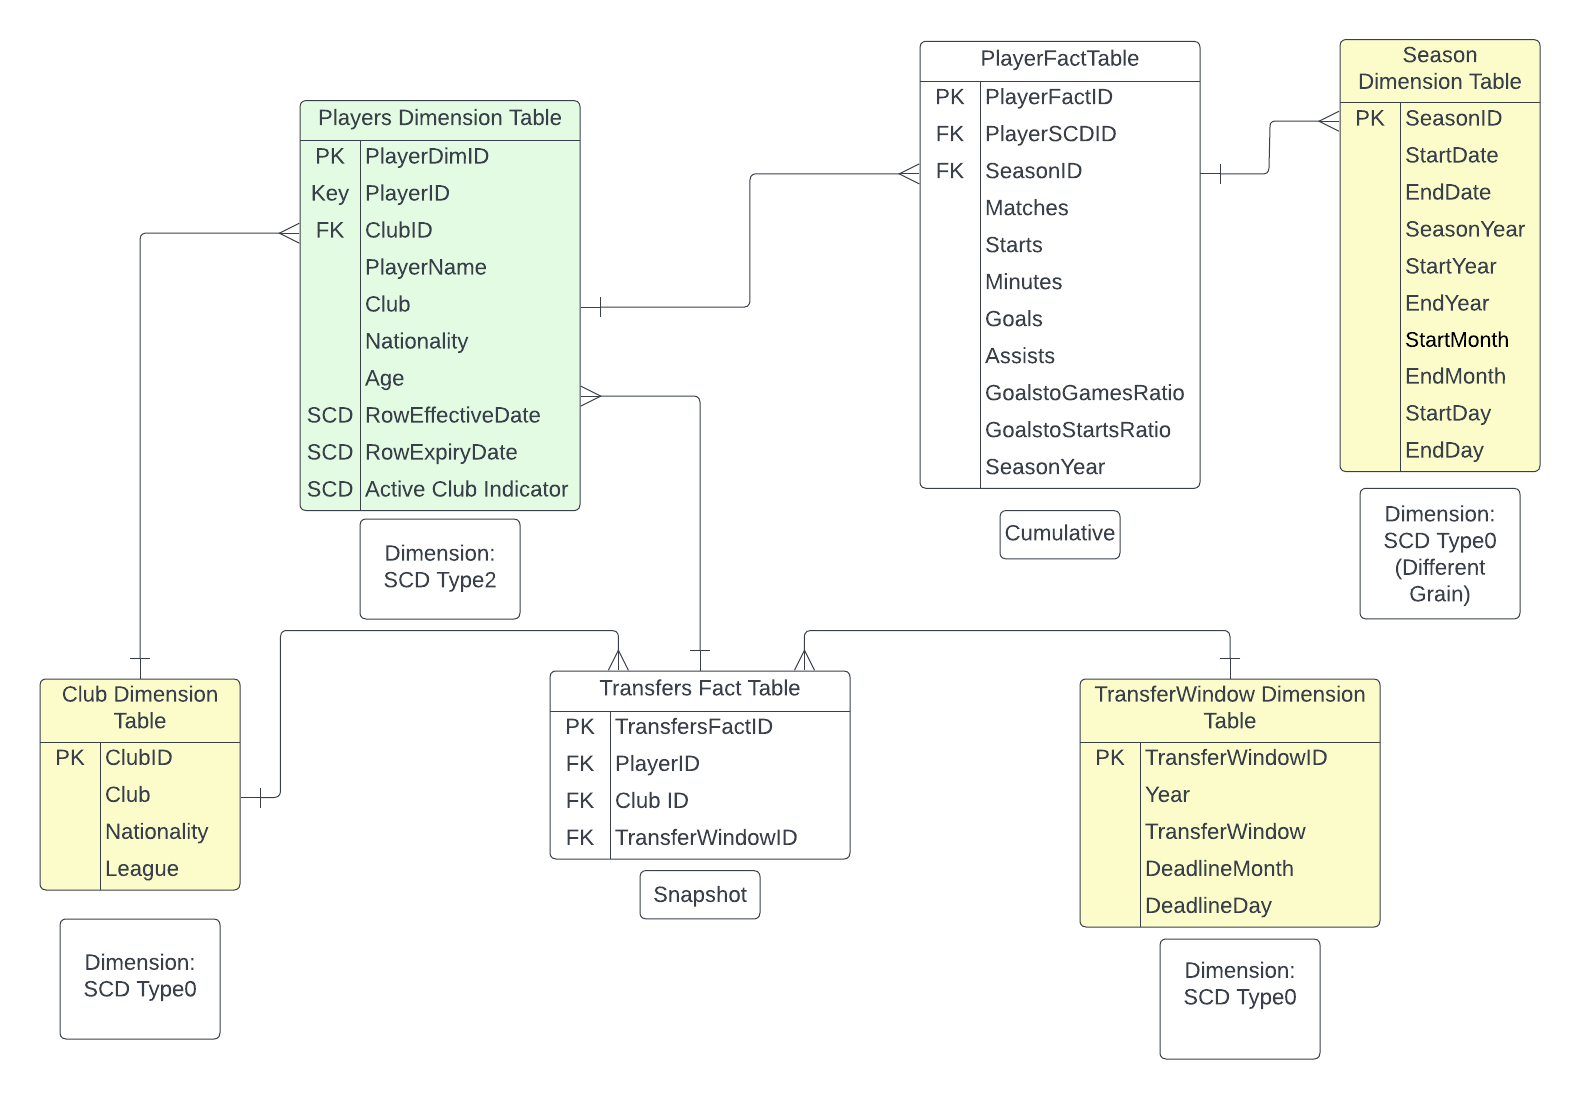 Players Dimension Table
PK PlayerDimID
Key PlayerID
FK ClubID
PlayerName
Club
Nationality
Age
SCD RowEffectiveDate
SCD RowExpiryDate
SCD Active Club Indicator
Dimension:
SCD Type2
PlayerFactTable
PK PlayerFactID
FK PlayerSCDID
FK SeasonID
Matches
Starts
Minutes
Goals
Assists
GoalstoGamesRatio
GoalstoStartsRatio
SeasonYear
Cumulative
Season
Dimension Table
PK SeasonID
StartDate
EndDate
SeasonYear
StartYear
EndYear
StartMonth
EndMonth
StartDay
EndDay
Dimension:
SCD Type0
(Different
Grain)
Club Dimension
Table
PK ClubID
Club
Nationality
League
Dimension:
SCD Type0
Transfers Fact Table
PK TransfersFactID
FK PlayerID
FK Club ID
FK TransferWindowID
Snapshot
TransferWindow Dimension
Table
PK TransferWindowID
Year
TransferWindow
DeadlineMonth
DeadlineDay
Dimension:
SCD Type0